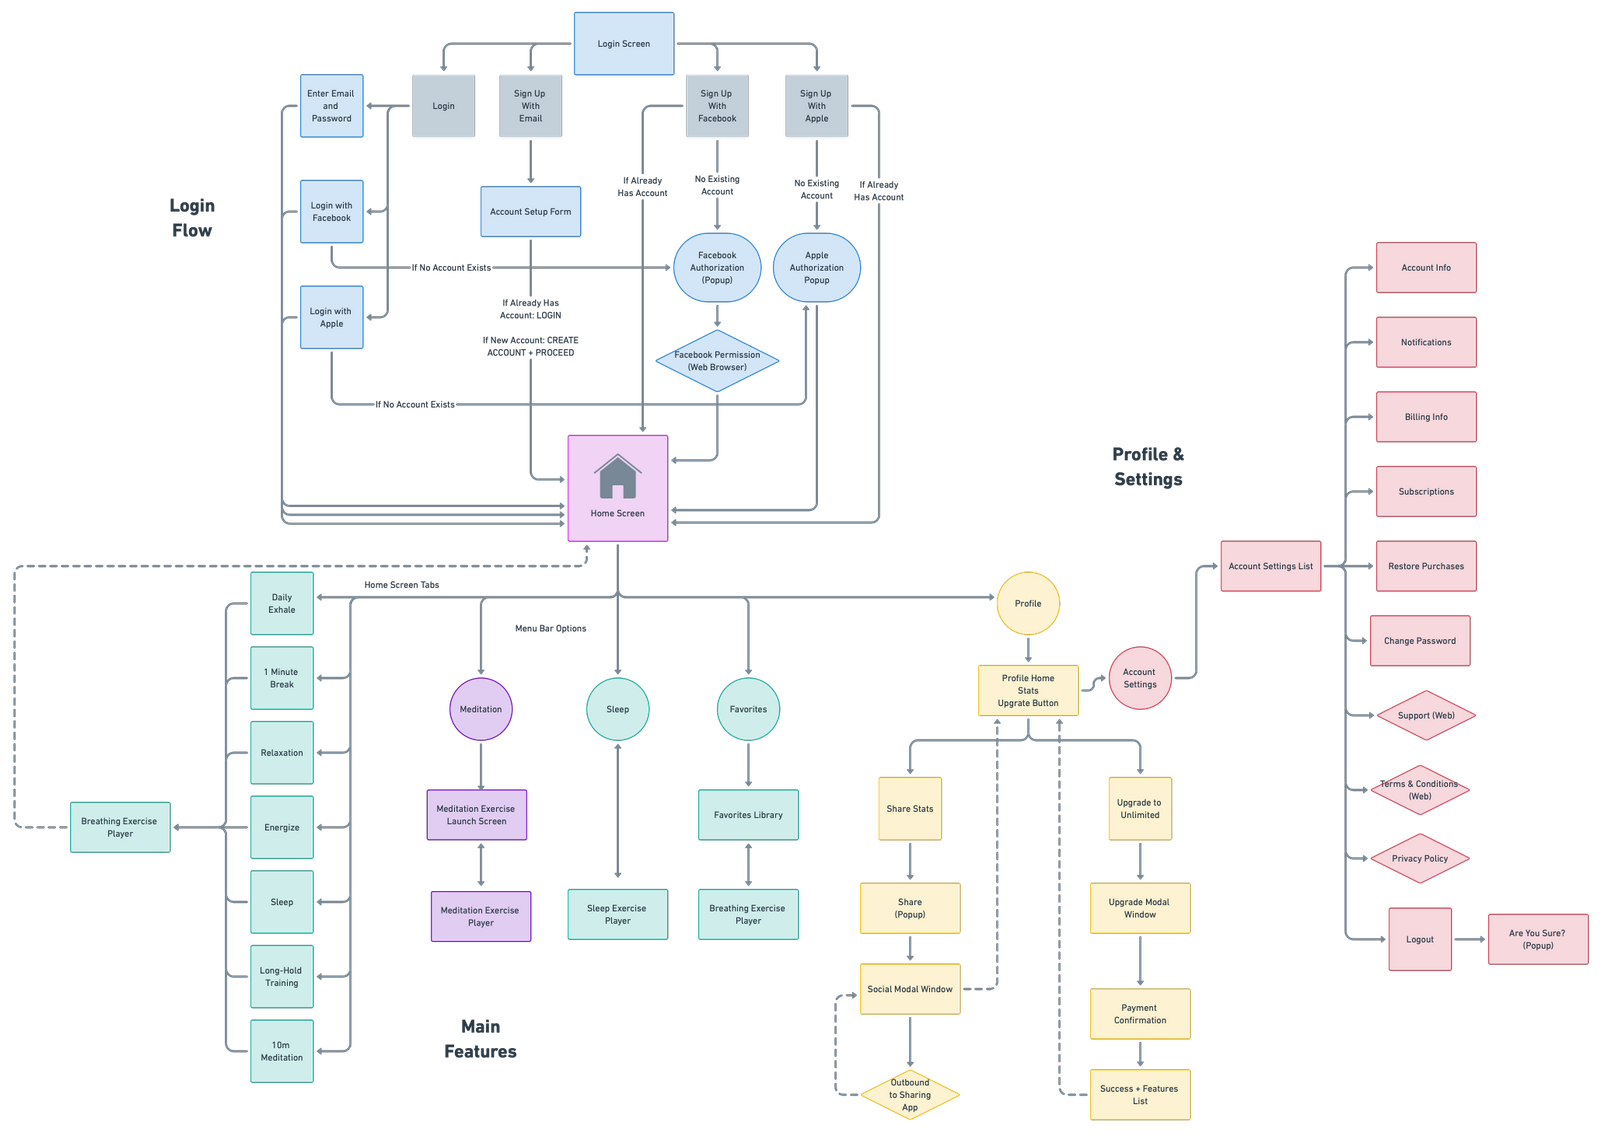 Login Screen
Enter Email
and
Password
Login
Sign Up
With
Email
Sign Up
With
Facebook
Sign Up
With
Apple
If Already
Has Account
No Existing
Account
No Existing
Account
If Already
Has Account
Login
Flow
Login with
Facebook
Account Setup Form
If No Account Exists
Facebook
Authorization
(Popup)
Apple
Authorization
Popup
Login with
Apple
If Already Has
Account: LOGIN
If New Account: CREATE
ACCOUNT + PROCEED
Facebook Permission
(Web Browser)
If No Account Exists
Home Screen
Profile &
Settings
Account Info
Notifications
Billing Info
Subscriptions
Account Settings List
Restore Purchases
Change Password
Support (Web)
Terms & Conditions
(Web)
Privacy Policy
Logout
Are You Sure?
(Popup)
Home Screen Tabs
Menu Bar Options
Daily
Exhale
1 Minute
Break
Relaxation
Energize
Sleep
Long-Hold
Training
10m
Meditation
Breathing Exercise
Player
Meditation
Sleep
Favorites
Meditation Exercise
Launch Screen
Favorites Library
Meditation Exercise
Player
Sleep Exercise
Player
Breathing Exercise
Player
Main
Features
Profile
Profile Home
Stats
Upgrate Button
Account
Settings
Share Stats
Upgrade to
Unlimited
Share
(Popup)
Upgrade Modal
Window
Social Modal Window
Payment
Confirmation
Outbound
to Sharing
App
Success + Features
List